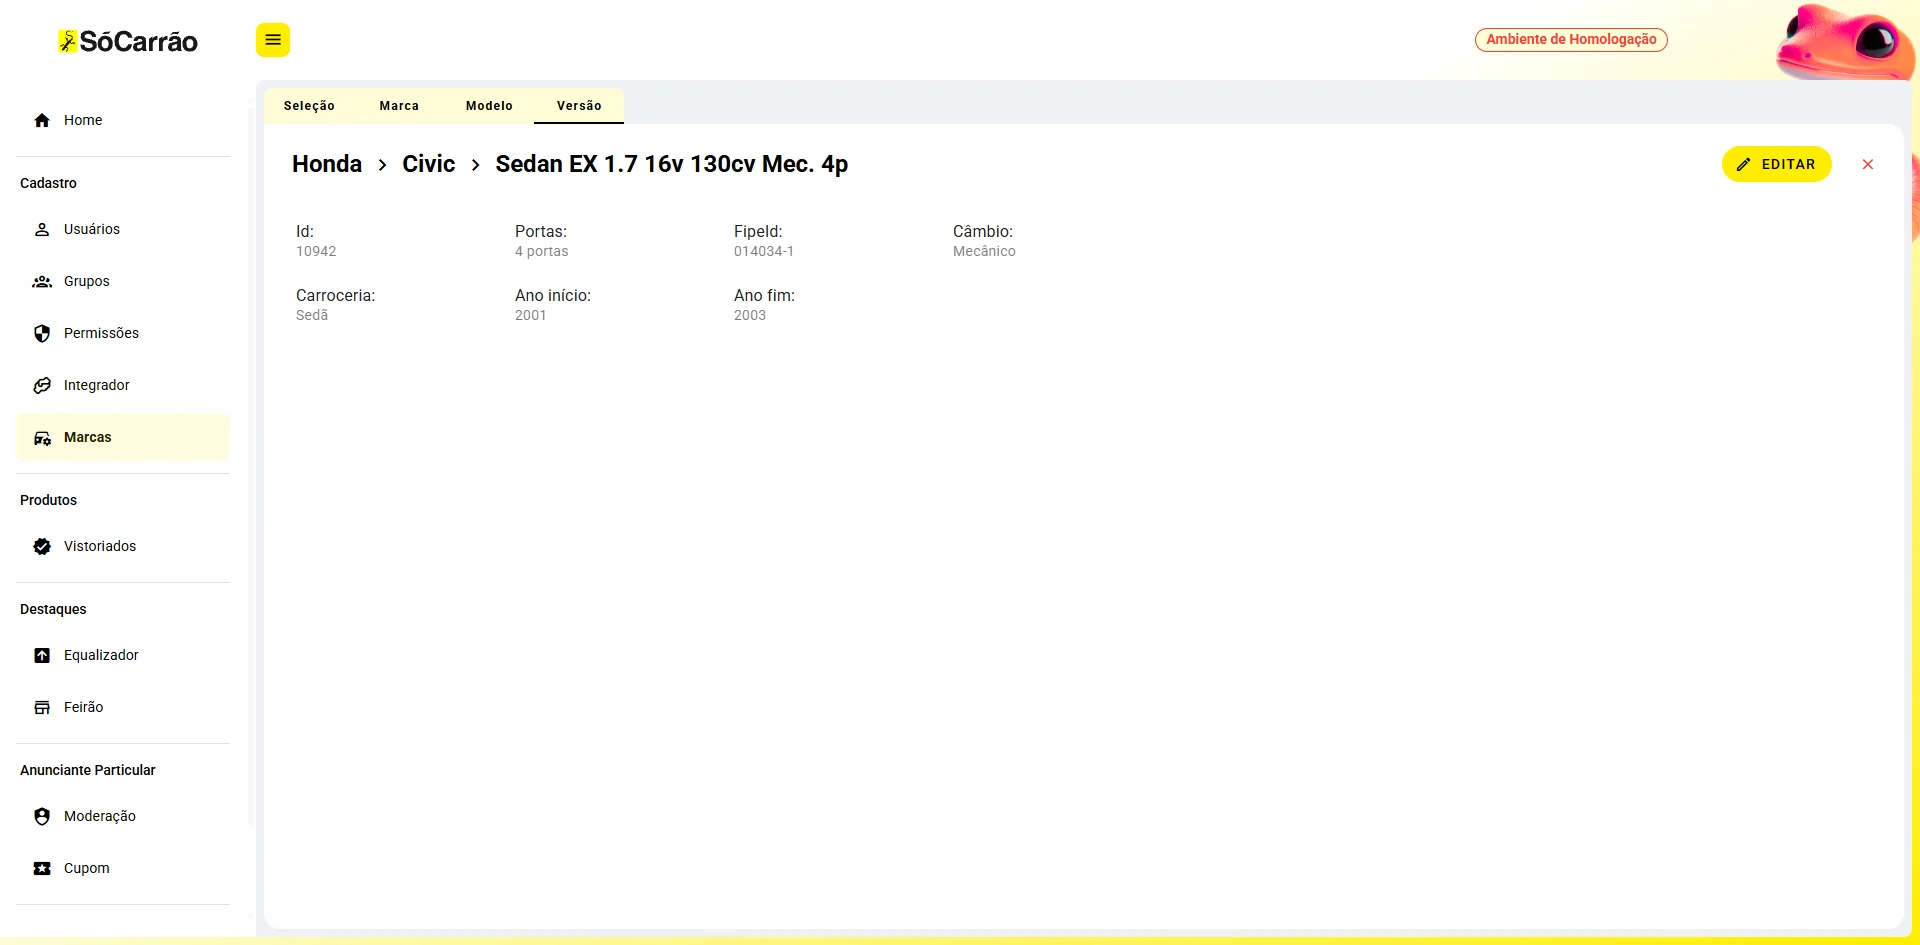 SóCarrão
Ambiente de Homologação
Home
Cadastro
Usuários
Grupos
Permissões
Integrador
Marcas
Produtos
Vistoriados
Destaques
Equalizador
Feirão
Anunciante Particular
Moderação
Cupom
Seleção Marca Modelo Versão
Honda > Civic > Sedan EX 1.7 16v 130cv Mec. 4p
EDITAR
Id: Portas: FipeId: Câmbio:
10942 4 portas 014034-1 Mecânico
Carroceria: Ano início: Ano fim:
Sedã 2001 2003